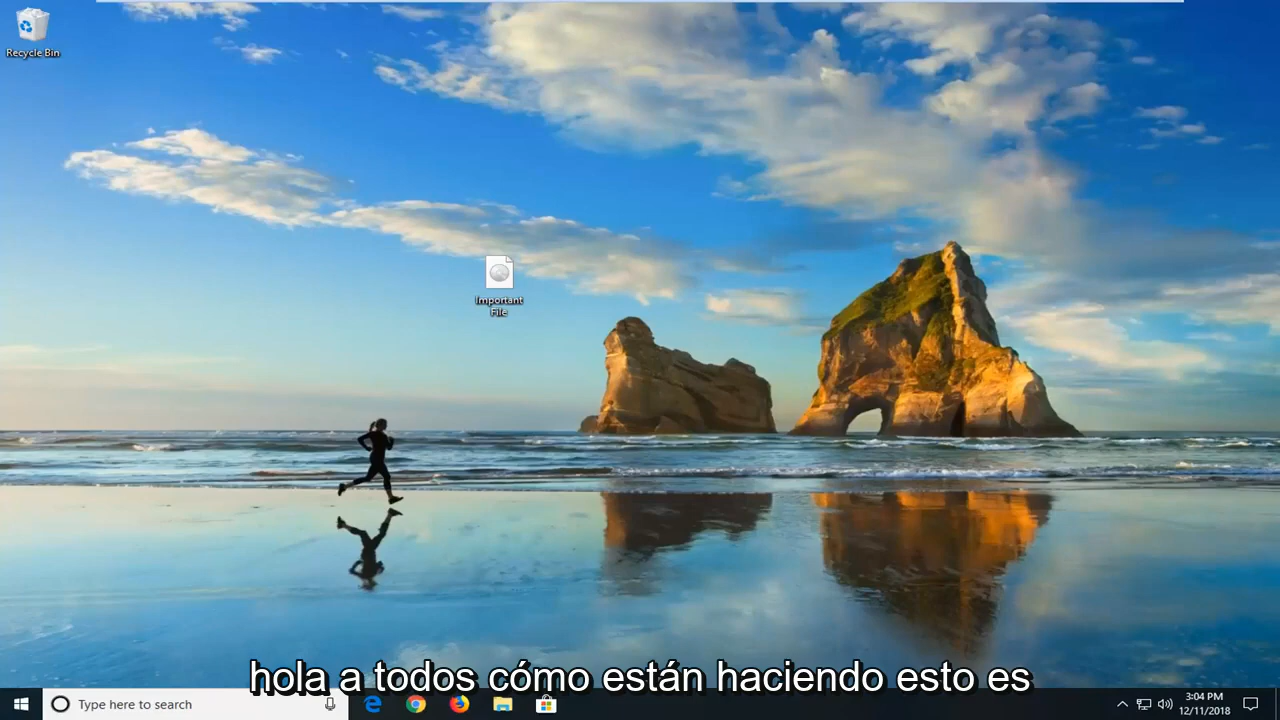 Recycle Bin
Important
File
hola a todos cómo están haciendo esto es
Type here to search
3:04 PM
12/11/2018